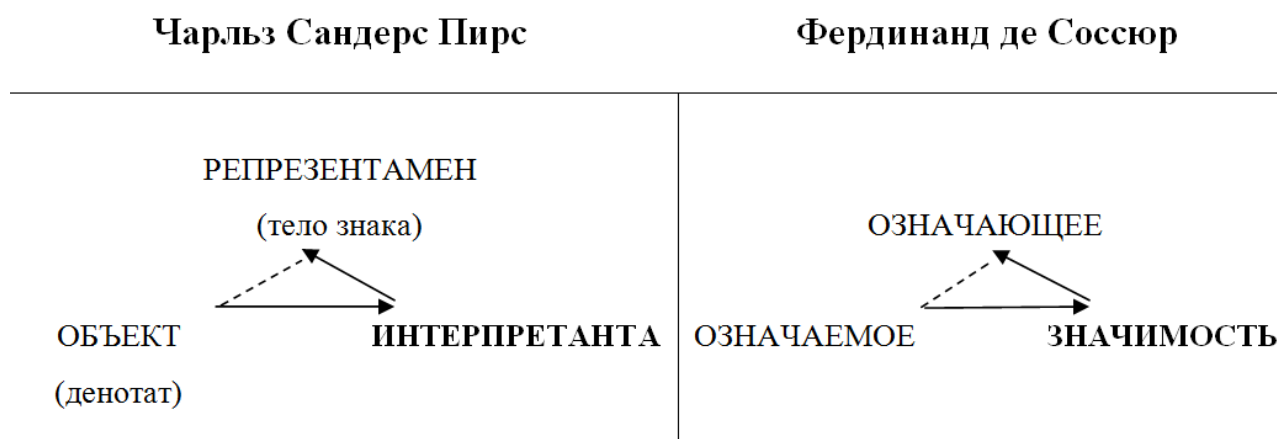 Чарльз Сандерс Пирс
Фердинанд де Соссюр
РЕПРЕЗЕНТАМЕН
(тело знака)
ОБЪЕКТ
ИНТЕРПРЕТАНТА
(денотат)
ОЗНАЧАЮЩЕЕ
ОЗНАЧАЕМОЕ
ЗНАЧИМОСТЬ